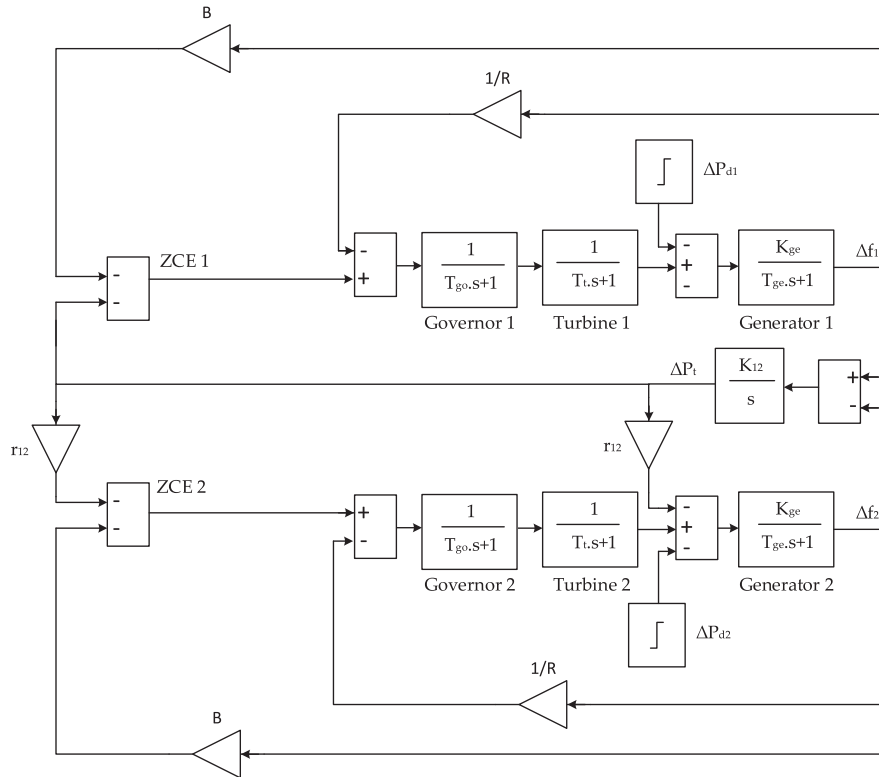 B
1/R
ΔPd1
ZCE 1
-
-
-
+
1
Tgo.s+1
1
Tt.s+1
-
+
-
Kge
Tge.s+1
Δf1
Governor 1
Turbine 1
Generator 1
ΔPt
K12
s
+
-
r12
r12
ZCE 2
-
-
+
-
1
Tgo.s+1
1
Tt.s+1
-
+
-
Kge
Tge.s+1
Δf2
Governor 2
Turbine 2
Generator 2
ΔPd2
1/R
B